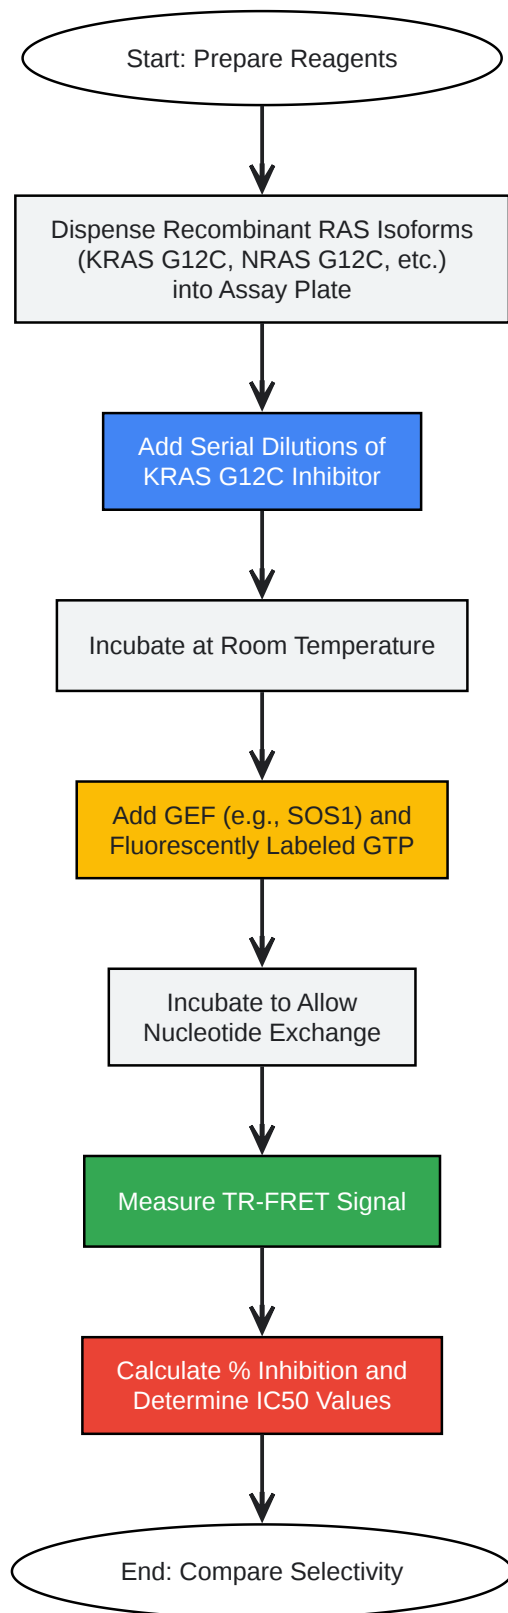 Start: Prepare Reagents
Dispense Recombinant RAS Isoforms
(KRAS G12C, NRAS G12C, etc.)
into Assay Plate
Add Serial Dilutions of
KRAS G12C Inhibitor
Incubate at Room Temperature
Add GEF (e.g., SOS1) and
Fluorescently Labeled GTP
Incubate to Allow
Nucleotide Exchange
Measure TR-FRET Signal
Calculate % Inhibition and
Determine IC50 Values
End: Compare Selectivity